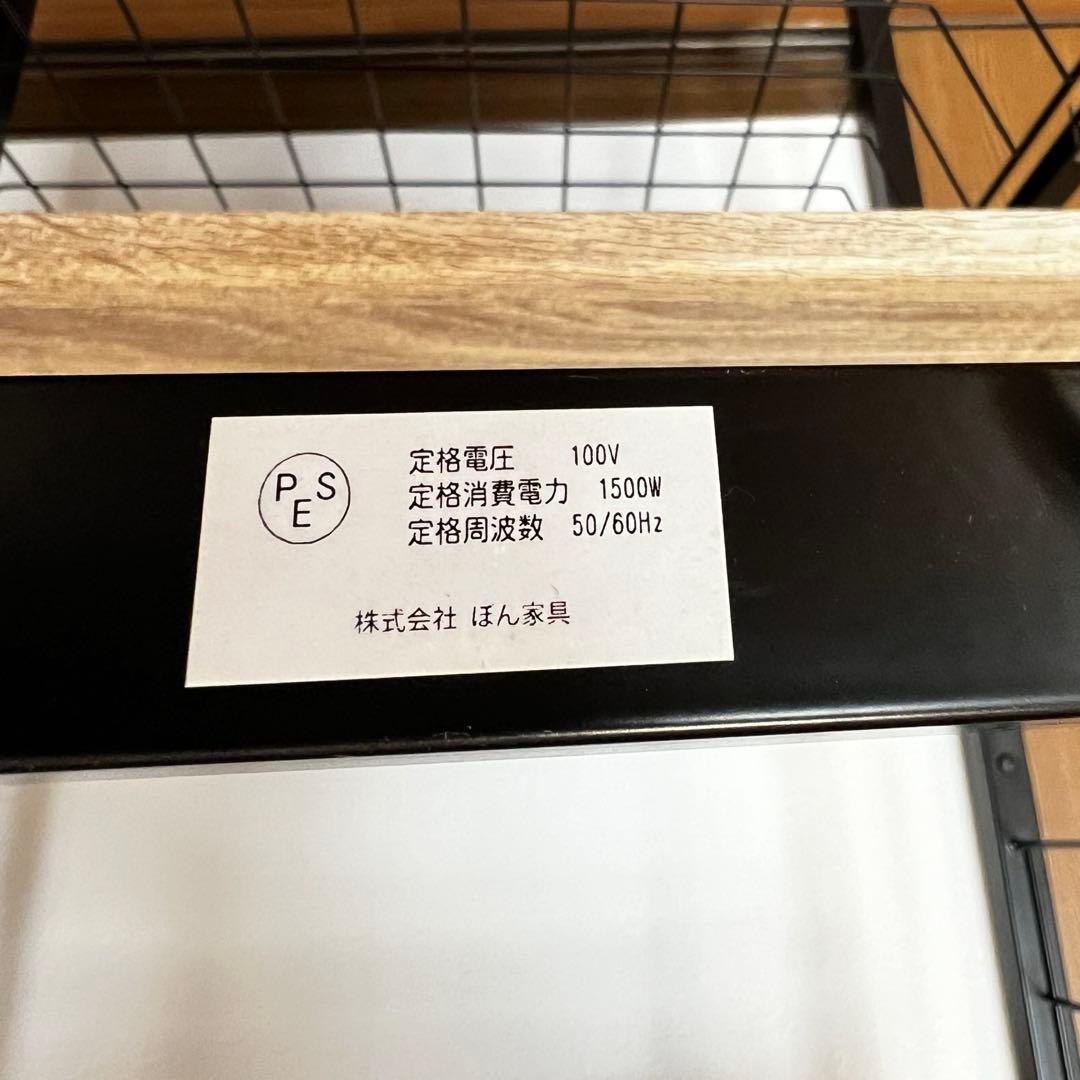 PSE
定格電圧 100V
定格消費電力 1500W
定格周波数 50/60Hz
株式会社 ぼん家具